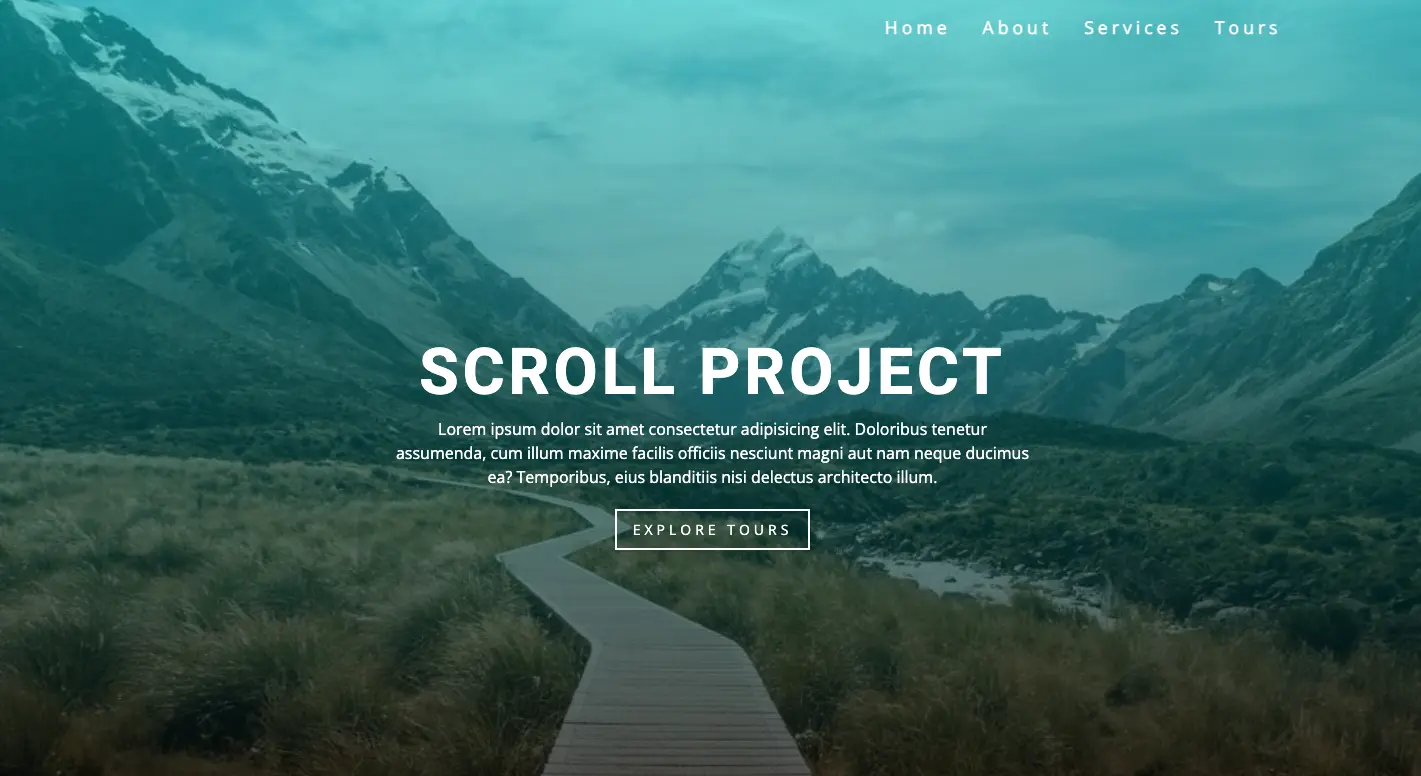 Home About Services Tours
SCROLL PROJECT
Lorem ipsum dolor sit amet consectetur adipisicing elit. Doloribus tenetur
assumenda, cum illum maxime facilis officiis nesciunt magni aut nam neque ducimus
ea? Temporibus, eius blanditiis nisi delectus architecto illum.
EXPLORE TOURS